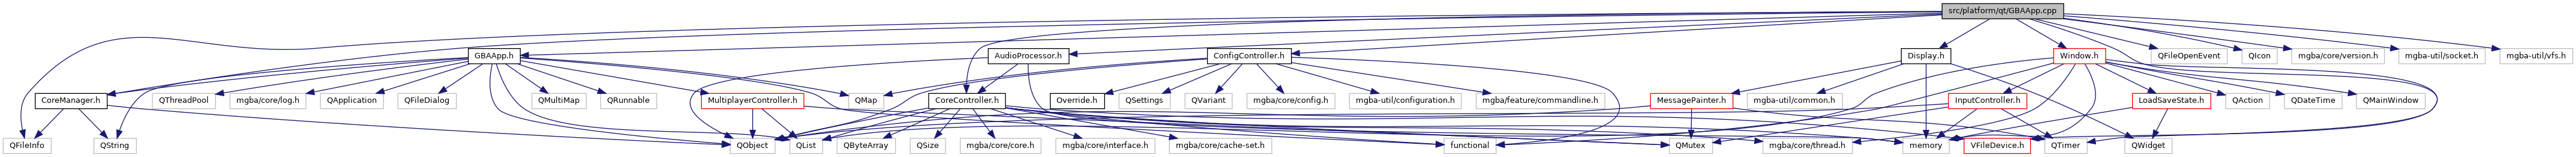 src/platform/qt/GBAApp.cpp
GBAApp.h
AudioProcessor.h
ConfigController.h
Display.h
Window.h
QFileOpenEvent
QIcon
mgba/core/version.h
mgba-util/socket.h
mgba-util/vfs.h
CoreManager.h
QThreadPool
mgba/core/log.h
QApplication
QFileDialog
QMultiMap
QRunnable
MultiplayerController.h
QMap
CoreController.h
Override.h
QSettings
QVariant
mgba/core/config.h
mgba-util/configuration.h
mgba/feature/commandline.h
MessagePainter.h
mgba-util/common.h
InputController.h
LoadSaveState.h
QAction
QDateTime
QMainWindow
QFileInfo
QString
QObject
QList
QByteArray
QSize
mgba/core/core.h
mgba/core/interface.h
mgba/core/cache-set.h
functional
QMutex
mgba/core/thread.h
memory
VFileDevice.h
QTimer
QWidget